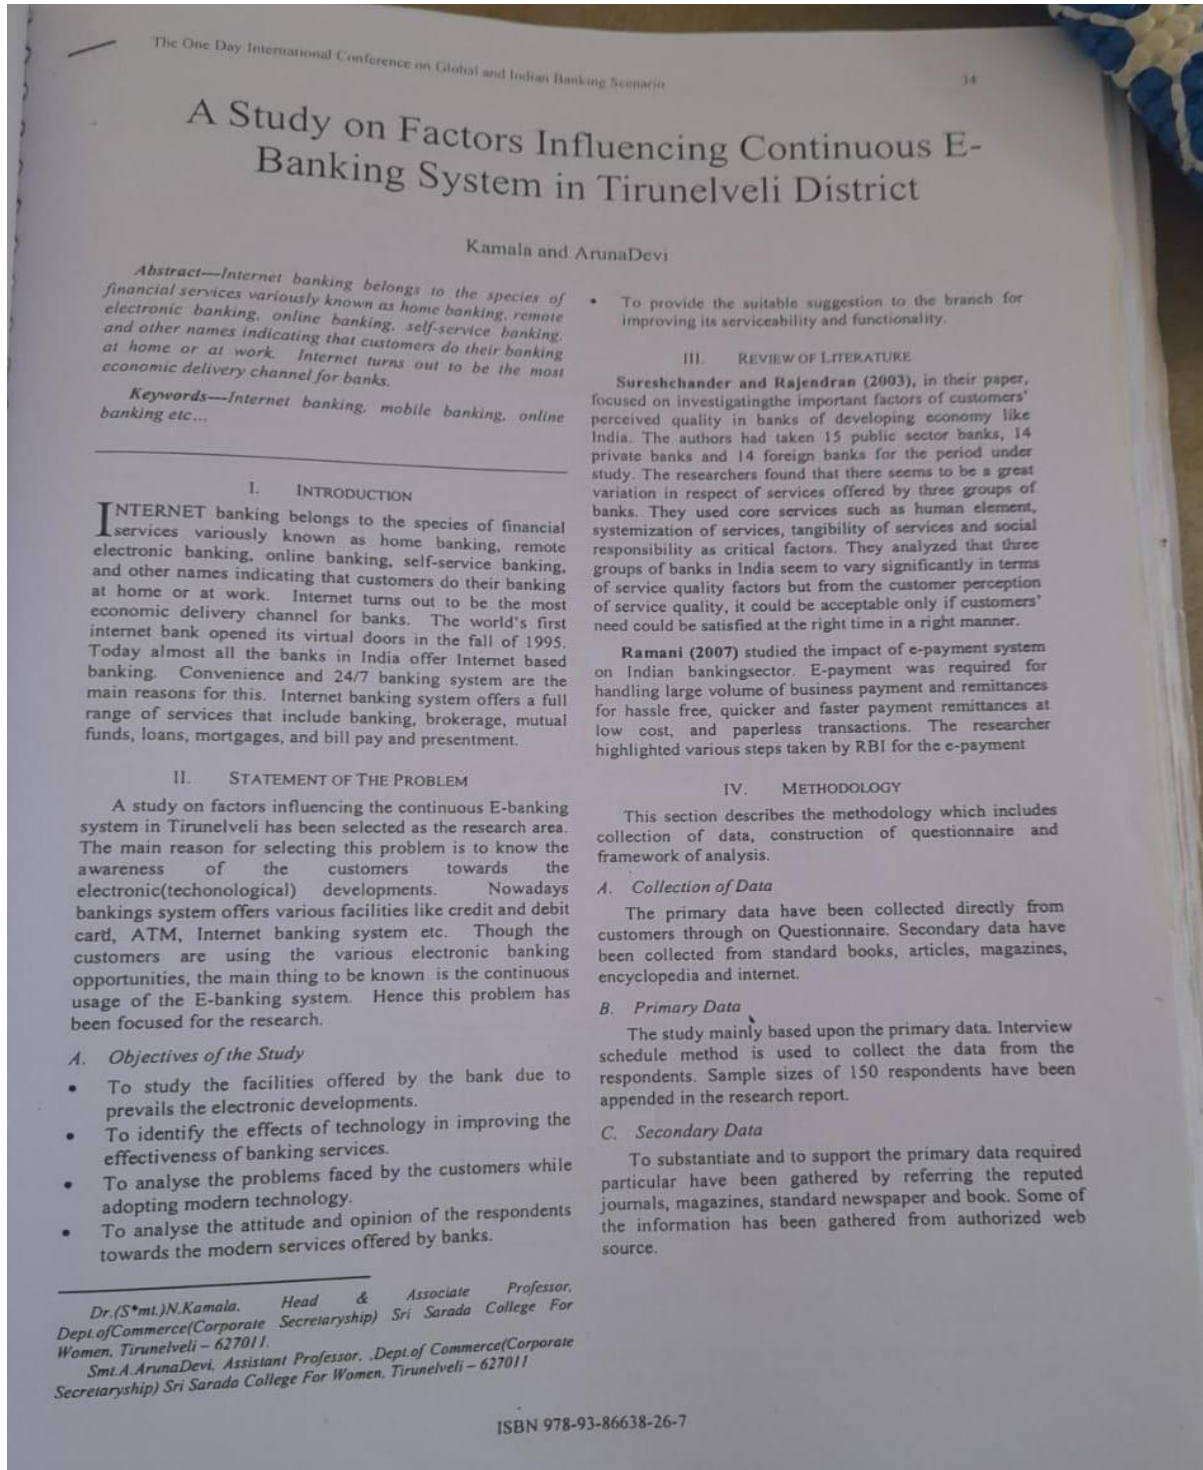 The One Day International Conference on Global and Indian Banking Scenario
34
A Study on Factors Influencing Continuous E-
Banking System in Tirunelveli District
Kamala and ArunaDevi
Abstract—Internet banking belongs to the species of
financial services variously known as home banking, remote
electronic banking, online banking, self-service banking,
and other names indicating that customers do their banking
at home or at work. Internet turns out to be the most
economic delivery channel for banks.
Keywords—Internet banking, mobile banking, online
banking etc...
I. INTRODUCTION
INTERNET banking belongs to the species of financial
services variously known as home banking, remote
electronic banking, online banking, self-service banking,
and other names indicating that customers do their banking
at home or at work. Internet turns out to be the most
economic delivery channel for banks. The world's first
internet bank opened its virtual doors in the fall of 1995.
Today almost all the banks in India offer Internet based
banking. Convenience and 24/7 banking system are the
main reasons for this. Internet banking system offers a full
range of services that include banking, brokerage, mutual
funds, loans, mortgages, and bill pay and presentment.
II. STATEMENT OF THE PROBLEM
A study on factors influencing the continuous E-banking
system in Tirunelveli has been selected as the research area.
The main reason for selecting this problem is to know the
awareness of the customers towards the
electronic(techonological) developments. Nowadays
bankings system offers various facilities like credit and debit
card, ATM, Internet banking system etc. Though the
customers are using the various electronic banking
opportunities, the main thing to be known is the continuous
usage of the E-banking system. Hence this problem has
been focused for the research.
A. Objectives of the Study
• To study the facilities offered by the bank due to
prevails the electronic developments.
• To identify the effects of technology in improving the
effectiveness of banking services.
• To analyse the problems faced by the customers while
adopting modern technology.
• To analyse the attitude and opinion of the respondents
towards the modern services offered by banks.
Dr.(S*mt.)N.Kamala, Head & Associate Professor,
Dept.ofCommerce(Corporate Secretaryship) Sri Sarada College For
Women, Tirunelveli – 627011.
Smt.A.ArunaDevi, Assistant Professor, .Dept.of Commerce(Corporate
Secretaryship) Sri Sarada College For Women, Tirunelveli – 627011
• To provide the suitable suggestion to the branch for
improving its serviceability and functionality.
III. REVIEW OF LITERATURE
Sureshchander and Rajendran (2003), in their paper,
focused on investigatingthe important factors of customers'
perceived quality in banks of developing economy like
India. The authors had taken 15 public sector banks, 14
private banks and 14 foreign banks for the period under
study. The researchers found that there seems to be a great
variation in respect of services offered by three groups of
banks. They used core services such as human element,
systemization of services, tangibility of services and social
responsibility as critical factors. They analyzed that three
groups of banks in India seem to vary significantly in terms
of service quality factors but from the customer perception
of service quality, it could be acceptable only if customers'
need could be satisfied at the right time in a right manner.
Ramani (2007) studied the impact of e-payment system
on Indian bankingsector. E-payment was required for
handling large volume of business payment and remittances
for hassle free, quicker and faster payment remittances at
low cost, and paperless transactions. The researcher
highlighted various steps taken by RBI for the e-payment
IV. METHODOLOGY
This section describes the methodology which includes
collection of data, construction of questionnaire and
framework of analysis.
A. Collection of Data
The primary data have been collected directly from
customers through on Questionnaire. Secondary data have
been collected from standard books, articles, magazines,
encyclopedia and internet.
B. Primary Data
The study mainly based upon the primary data. Interview
schedule method is used to collect the data from the
respondents. Sample sizes of 150 respondents have been
appended in the research report.
C. Secondary Data
To substantiate and to support the primary data required
particular have been gathered by referring the reputed
journals, magazines, standard newspaper and book. Some of
the information has been gathered from authorized web
source.
ISBN 978-93-86638-26-7